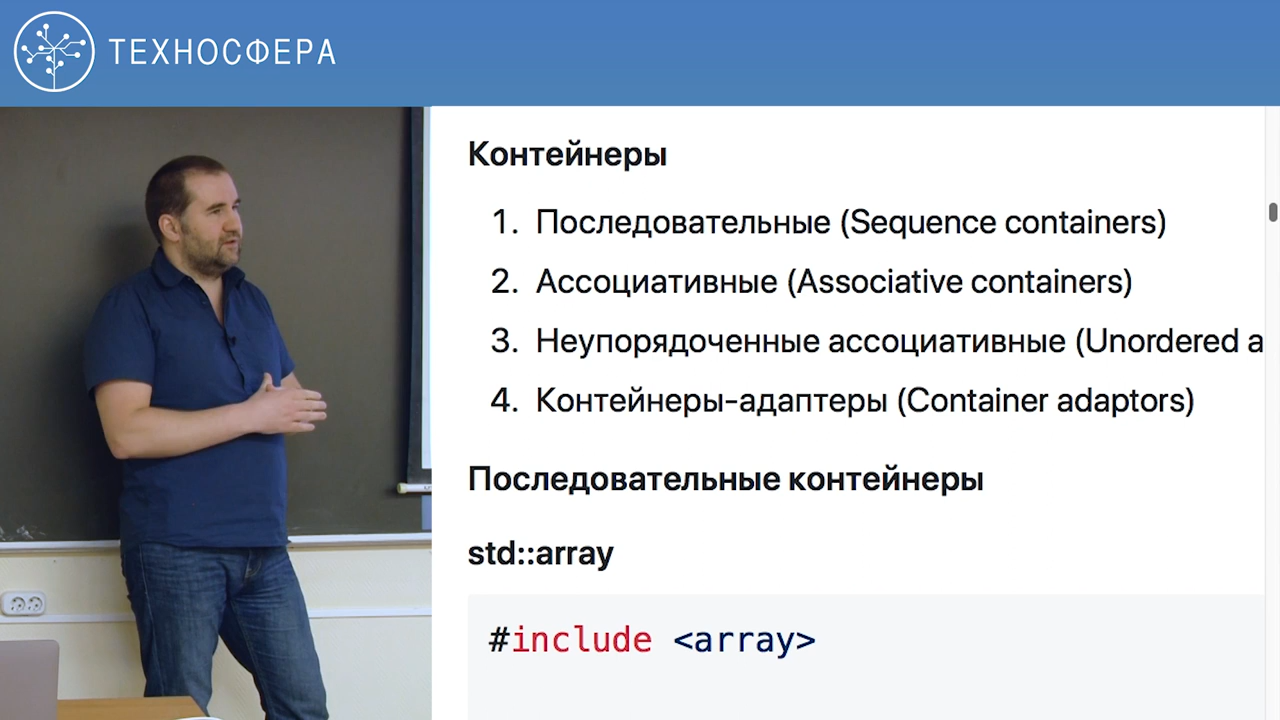 ТЕХНОСФЕРА
Контейнеры
1. Последовательные (Sequence containers)
2. Ассоциативные (Associative containers)
3. Неупорядоченные ассоциативные (Unordered a
4. Контейнеры-адаптеры (Container adaptors)
Последовательные контейнеры
std::array
#include <array>